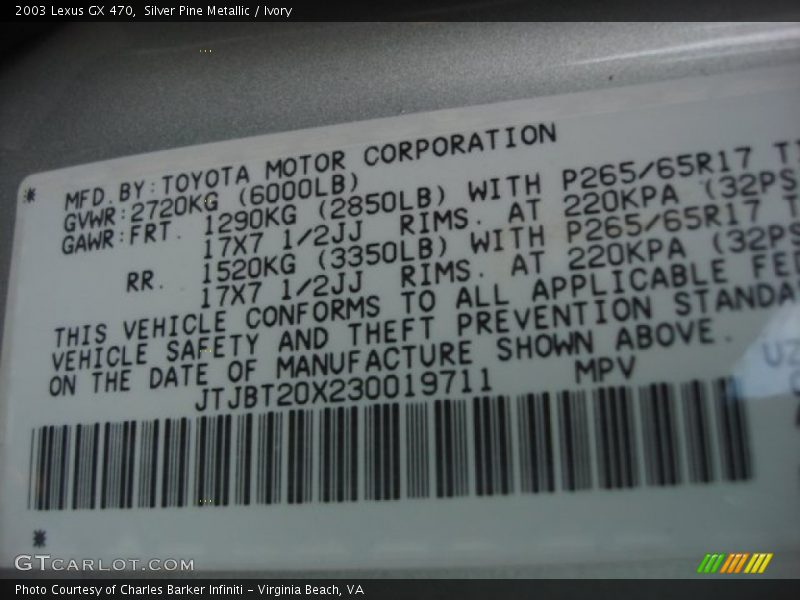 2003 Lexus GX 470, Silver Pine Metallic / Ivory
* MFD.BY:TOYOTA MOTOR CORPORATION
GVWR:2720KG (6000LB)
GAWR:FRT. 1290KG (2850LB) WITH P265/65R17
17X7 1/2JJ RIMS. AT 220KPA (32PS
RR. 1520KG (3350LB) WITH P265/65R17
17X7 1/2JJ RIMS. AT 220KPA (32PS
THIS VEHICLE CONFORMS TO ALL APPLICABLE FED
VEHICLE SAFETY AND THEFT PREVENTION STANDA
ON THE DATE OF MANUFACTURE SHOWN ABOVE.
JTJBT20X230019711 MPV
*
GTCARLOT.COM
Photo Courtesy of Charles Barker Infiniti - Virginia Beach, VA